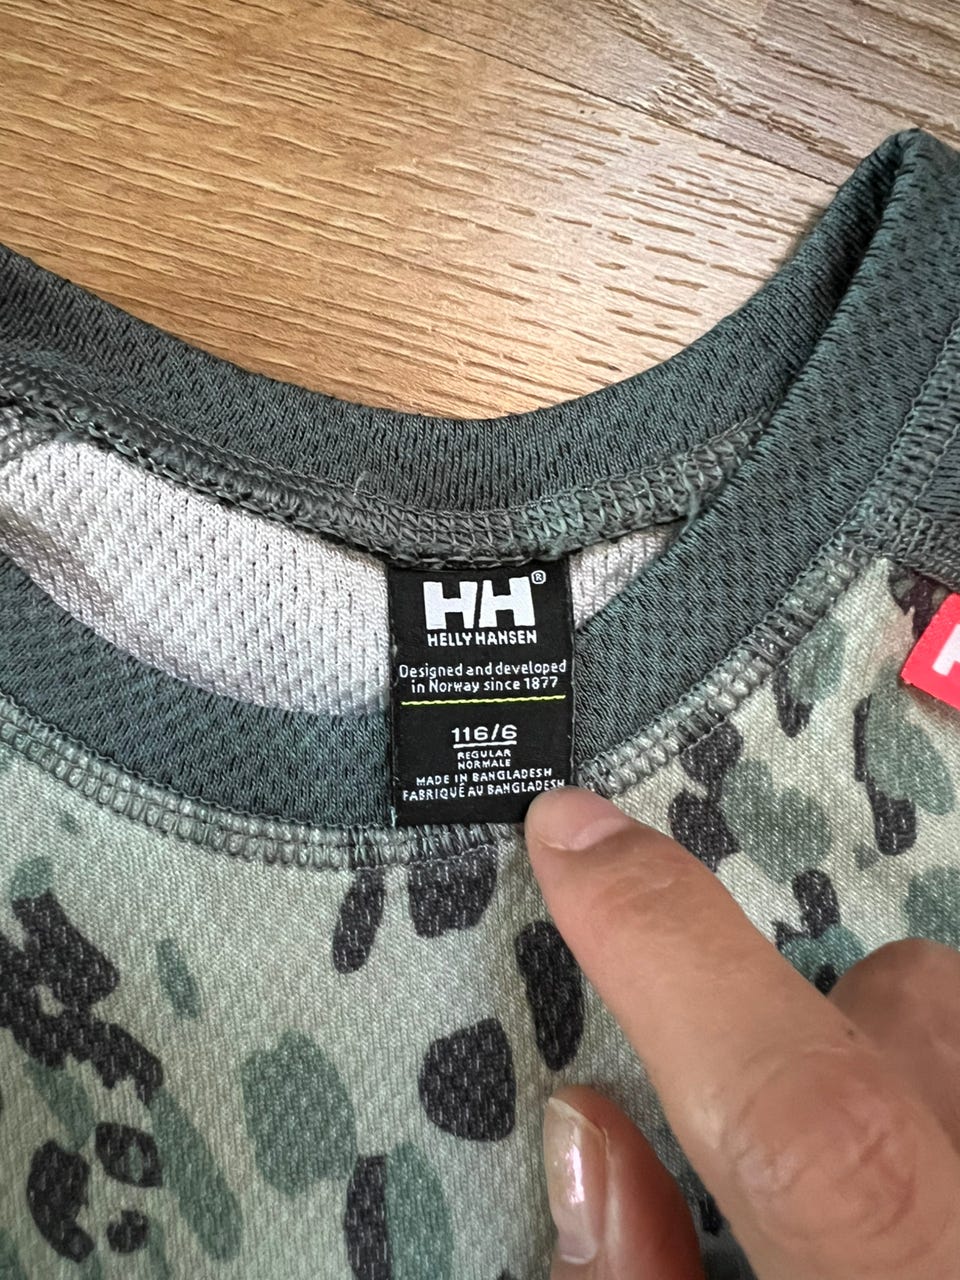 HH®
HELLY HANSEN
Designed and developed
in Norway since 1877
116/6
REGULAR
NORMALE
MADE IN BANGLADESH
FABRIQUÉ AU BANGLADESH